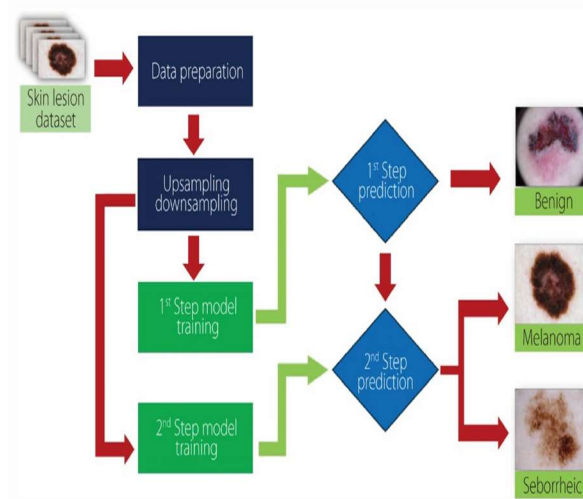 Skin lesion
dataset
Data preparation
Upsampling
downsampling
1st Step model
training
2nd Step model
training
1st Step
prediction
2nd Step
prediction
Benign
Melanoma
Seborrheic